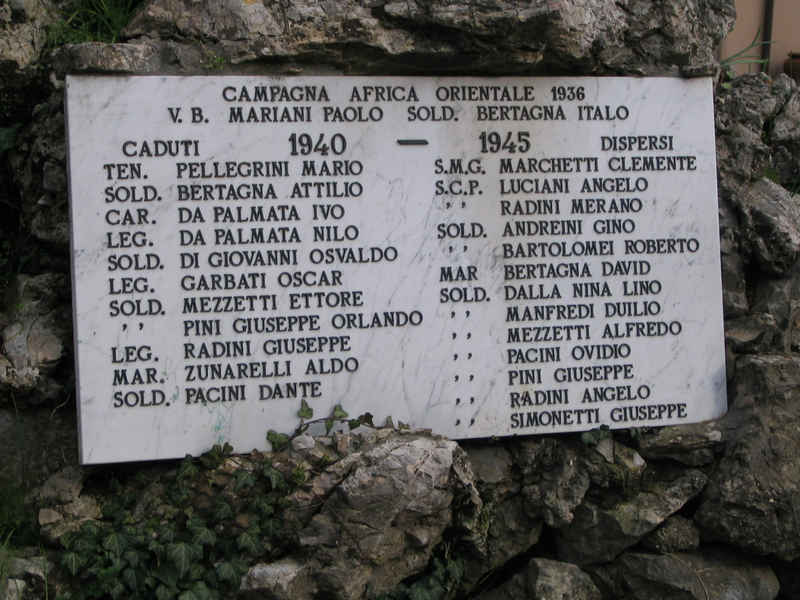 CAMPAGNA AFRICA ORIENTALE 1936
V. B. MARIANI PAOLO SOLD. BERTAGNA ITALO
CADUTI 1940 — 1945 DISPERSI
TEN. PELLEGRINI MARIO
SOLD. BERTAGNA ATTILIO
CAR. DA PALMATA IVO
LEG. DA PALMATA NILO
SOLD. DI GIOVANNI OSVALDO
LEG. GARBATI OSCAR
SOLD. MEZZETTI ETTORE
’’ PINI GIUSEPPE ORLANDO
LEG. RADINI GIUSEPPE
MAR. ZUNARELLI ALDO
SOLD. PACINI DANTE
S.M.G. MARCHETTI CLEMENTE
S.C.P. LUCIANI ANGELO
’’ RADINI MERANO
SOLD. ANDREINI GINO
’’ BARTOLOMEI ROBERTO
MAR BERTAGNA DAVID
SOLD. DALLA NINA LINO
’’ MANFREDI DUILIO
’’ MEZZETTI ALFREDO
’’ PACINI OVIDIO
’’ PINI GIUSEPPE
’’ RADINI ANGELO
’’ SIMONETTI GIUSEPPE